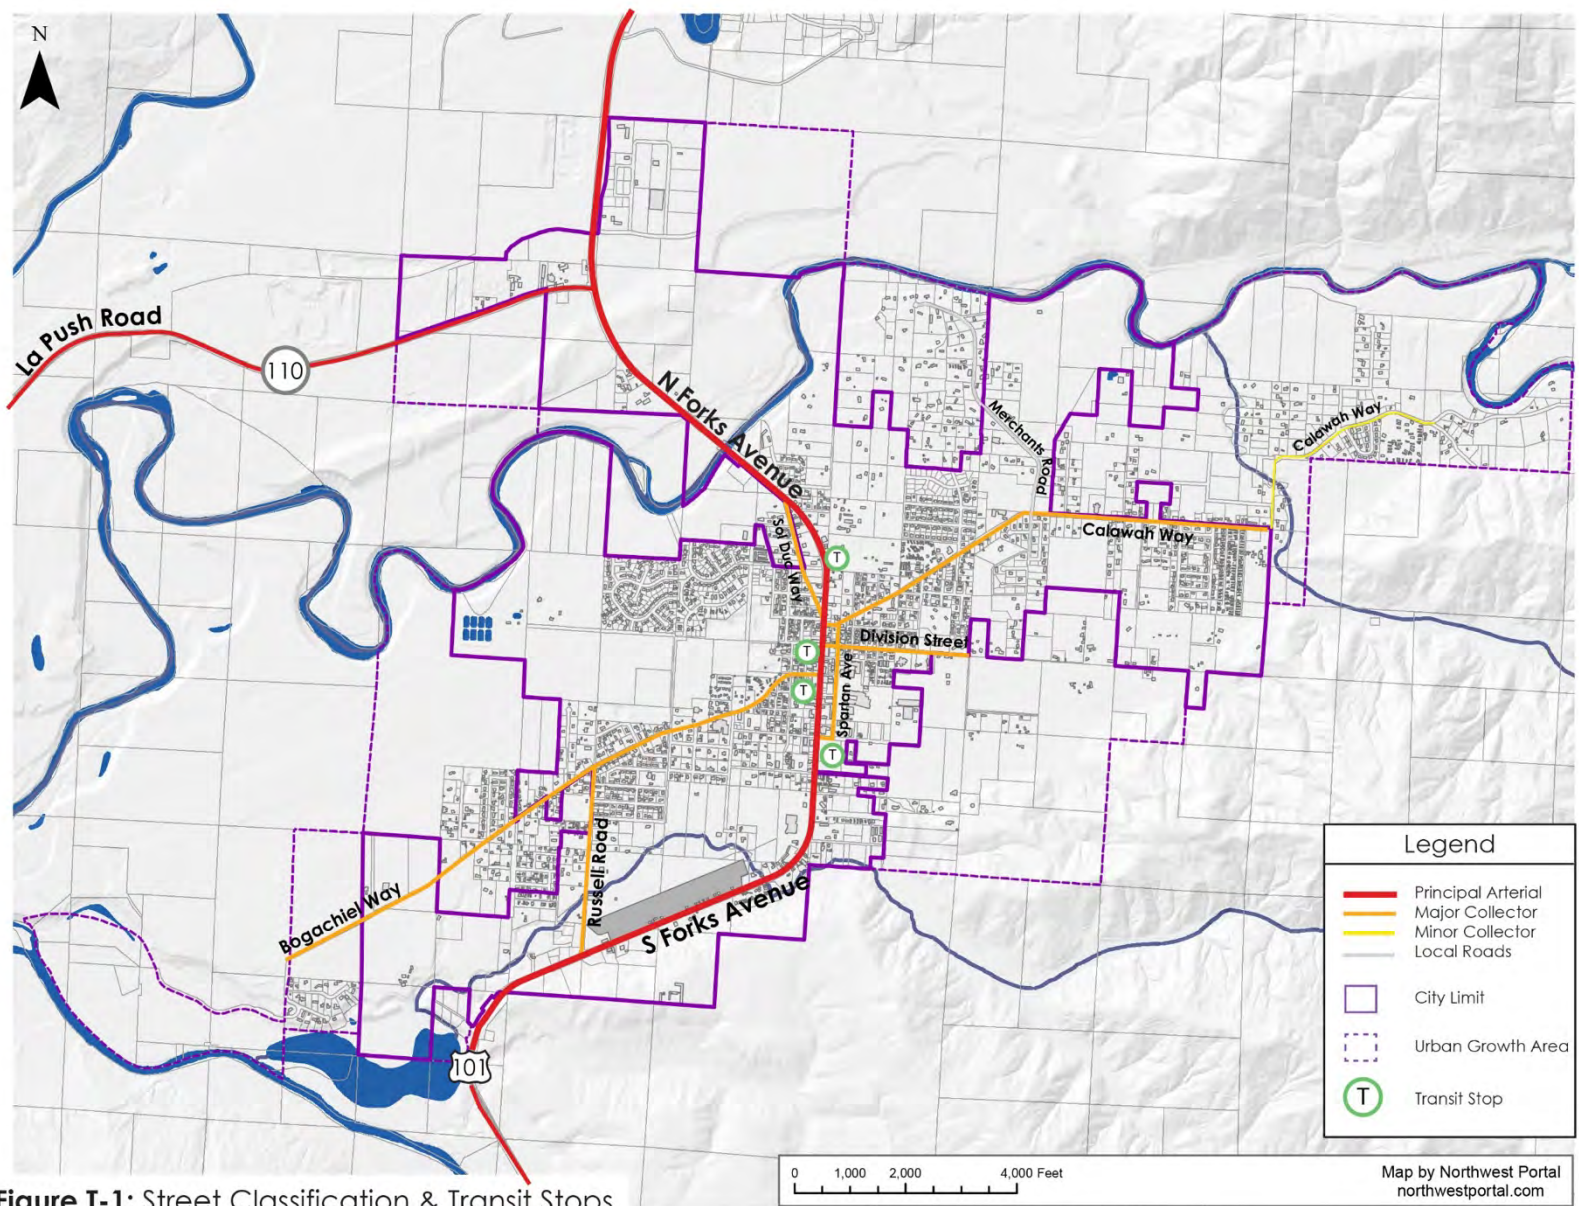 N
La Push Road
110
N Forks Avenue
Merchants Road
Calawah Way
Sol Duc Way
Calawah Way
T
Division Street
T
T
Spartan Ave
T
Russell Road
Bogachiel Way
S Forks Avenue
101
Legend
Principal Arterial
Major Collector
Minor Collector
Local Roads
City Limit
Urban Growth Area
T Transit Stop
0 1,000 2,000 4,000 Feet
Map by Northwest Portal
northwestportal.com
Figure T-1: Street Classification & Transit Stops